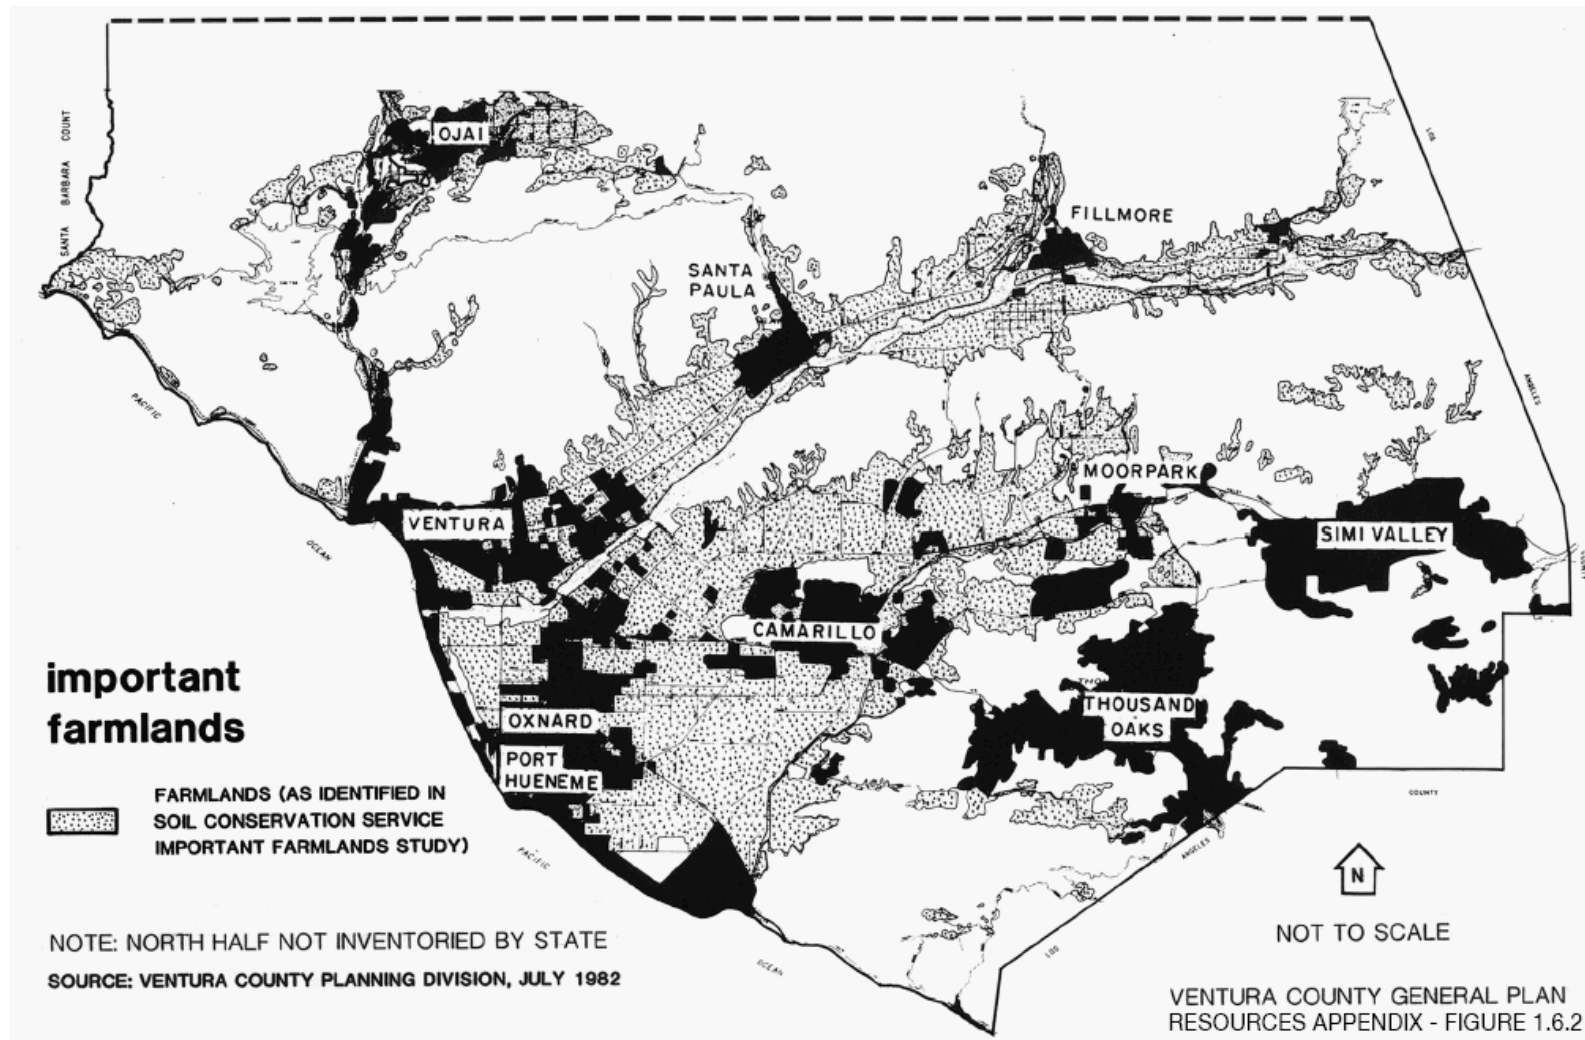 SANTA BARBARA COUNT
OJAI
LOS
FILLMORE
SANTA
PAULA
PACIFIC
ANGELES
MOORPARK
VENTURA
SIMI VALLEY
OCEAN
COUNTY
CAMARILLO
important
farmlands
THOUSAND
OAKS
OXNARD
PORT
HUENEME
FARMLANDS (AS IDENTIFIED IN
SOIL CONSERVATION SERVICE
IMPORTANT FARMLANDS STUDY)
COUNTY
PACIFIC
ANGELES
N
NOT TO SCALE
NOTE: NORTH HALF NOT INVENTORIED BY STATE
SOURCE: VENTURA COUNTY PLANNING DIVISION, JULY 1982
OCEAN
LOS
VENTURA COUNTY GENERAL PLAN
RESOURCES APPENDIX - FIGURE 1.6.2